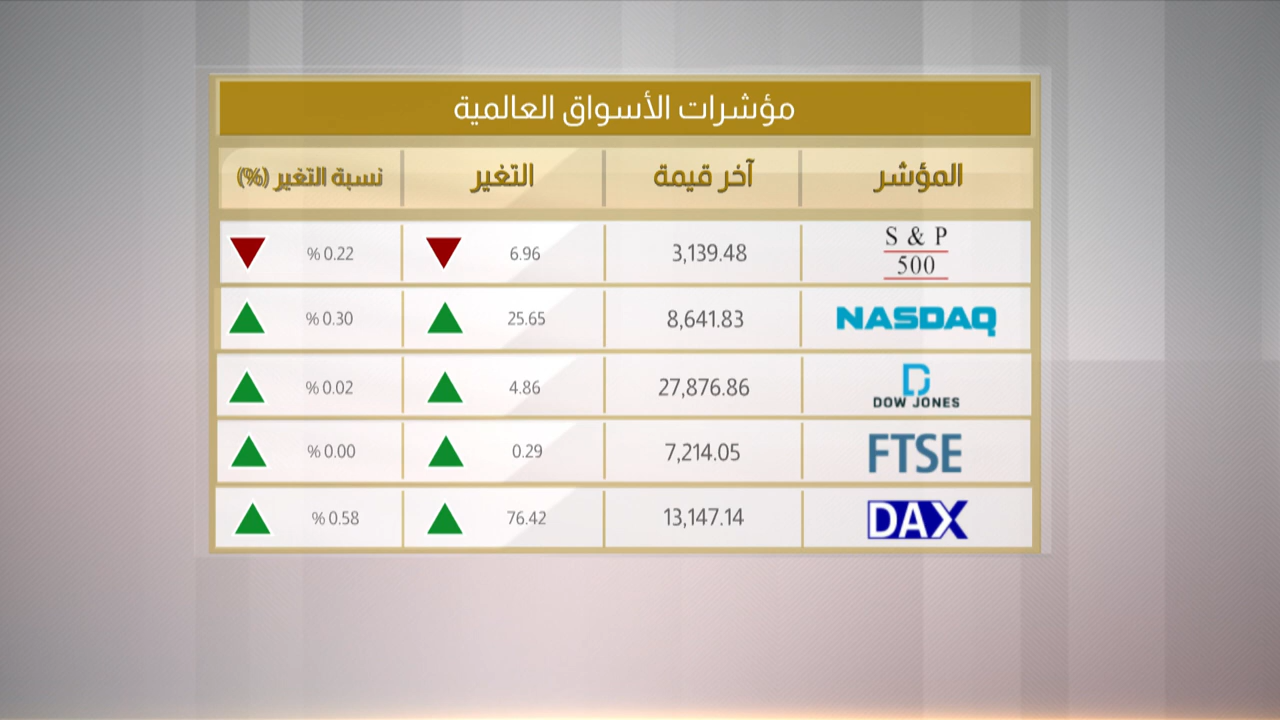 مؤشرات الأسواق العالمية
المؤشر آخر قيمة التغير نسبة التغير (%)
S & P
500
3,139.48 6.96 % 0.22
NASDAQ 8,641.83 25.65 % 0.30
DOW JONES 27,876.86 4.86 % 0.02
FTSE 7,214.05 0.29 % 0.00
DAX 13,147.14 76.42 % 0.58